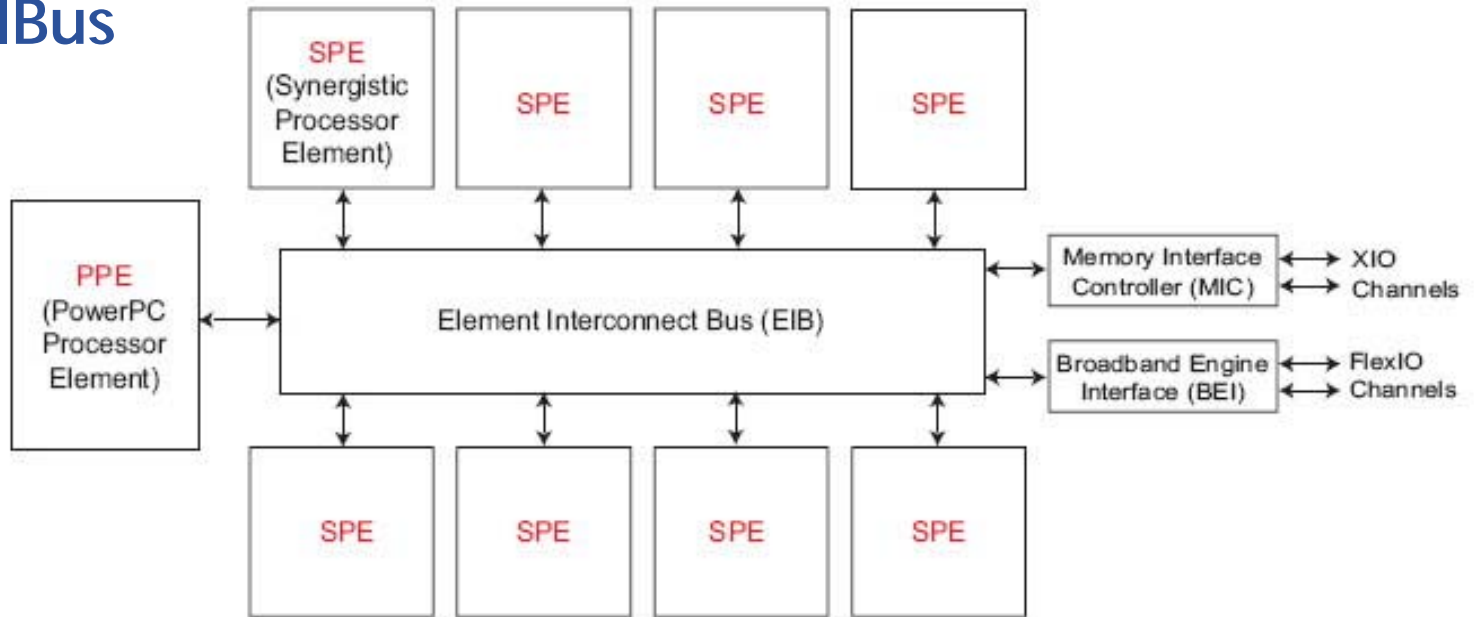 IBus
SPE
(Synergistic
Processor
Element)
SPE
SPE
SPE
PPE
(PowerPC
Processor
Element)
Element Interconnect Bus (EIB)
Memory Interface
Controller (MIC)
XIO
Channels
Broadband Engine
Interface (BEI)
FlexIO
Channels
SPE
SPE
SPE
SPE